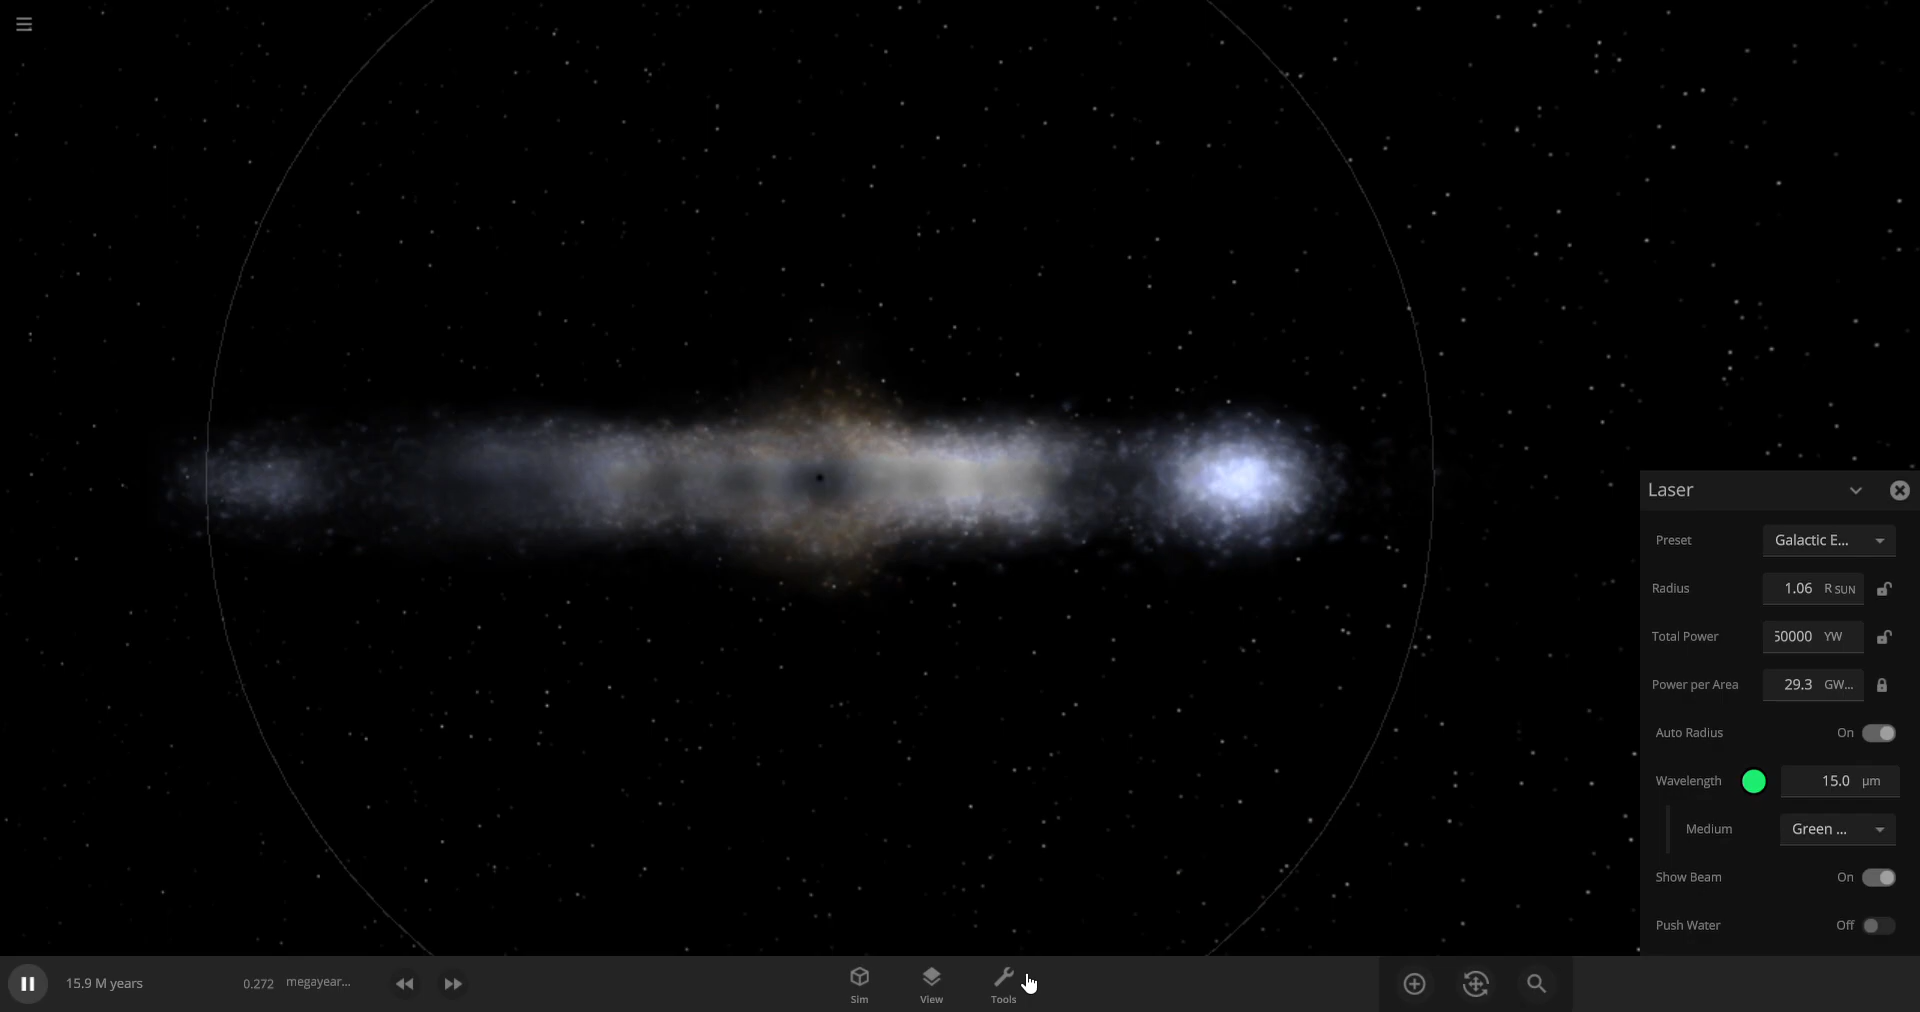 Laser
Preset Galactic E...
Radius 1.06 R SUN
Total Power 50000 YW
Power per Area 29.3 GW...
Auto Radius On
Wavelength 15.0 µm
Medium Green ...
Show Beam On
Push Water Off
15.9 M years 0.272 megayear...
Sim View Tools